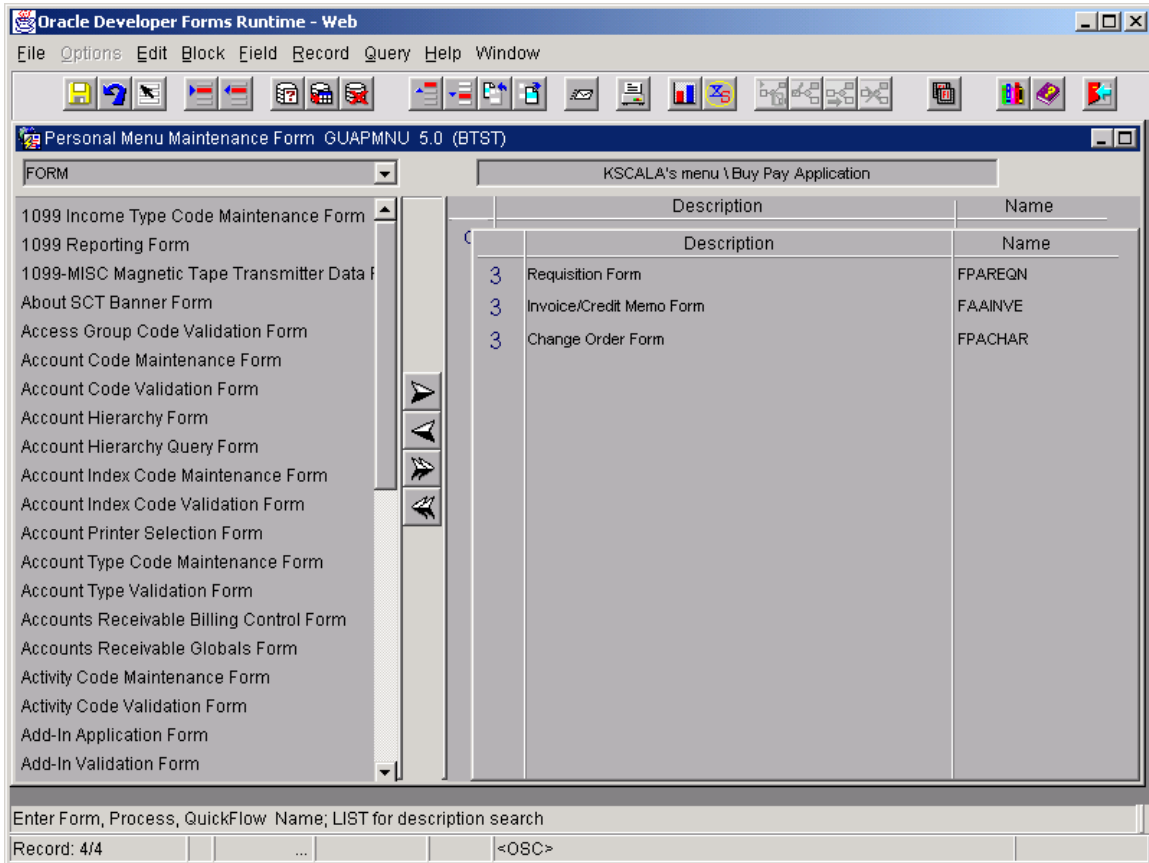 Oracle Developer Forms Runtime - Web
File Options Edit Block Field Record Query Help Window
Personal Menu Maintenance Form GUAPMNU 5.0 (BTST)
FORM
KSCALA's menu \ Buy Pay Application
1099 Income Type Code Maintenance Form
1099 Reporting Form
1099-MISC Magnetic Tape Transmitter Data
About SCT Banner Form
Access Group Code Validation Form
Account Code Maintenance Form
Account Code Validation Form
Account Hierarchy Form
Account Hierarchy Query Form
Account Index Code Maintenance Form
Account Index Code Validation Form
Account Printer Selection Form
Account Type Code Maintenance Form
Account Type Validation Form
Accounts Receivable Billing Control Form
Accounts Receivable Globals Form
Activity Code Maintenance Form
Activity Code Validation Form
Add-In Application Form
Add-In Validation Form
Description Name
Description Name
3 Requisition Form FPAREQN
3 Invoice/Credit Memo Form FAAINVE
3 Change Order Form FPACHAR
Enter Form, Process, QuickFlow Name; LIST for description search
Record: 4/4 ... <OSC>